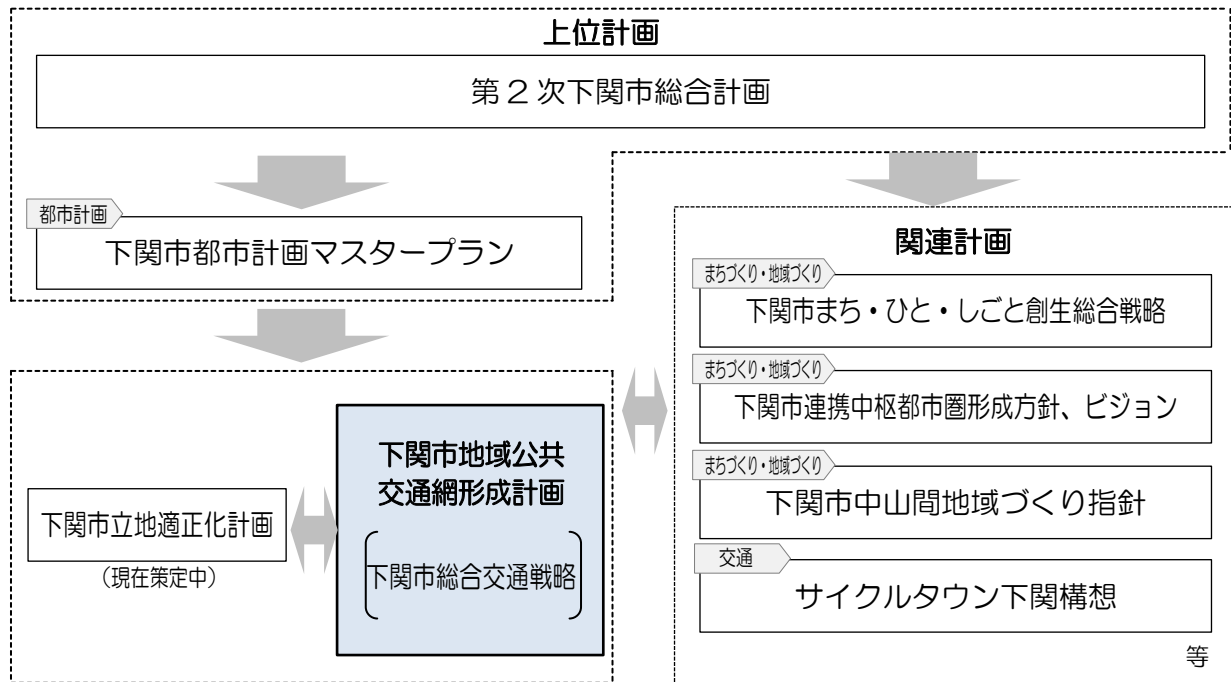 上位計画
第2次下関市総合計画
都市計画
下関市都市計画マスタープラン
下関市立地適正化計画
(現在策定中)
下関市地域公共
交通網形成計画
下関市総合交通戦略
関連計画
まちづくり・地域づくり
下関市まち・ひと・しごと創生総合戦略
まちづくり・地域づくり
下関市連携中枢都市圏形成方針、ビジョン
まちづくり・地域づくり
下関市中山間地域づくり指針
交通
サイクルタウン下関構想
等